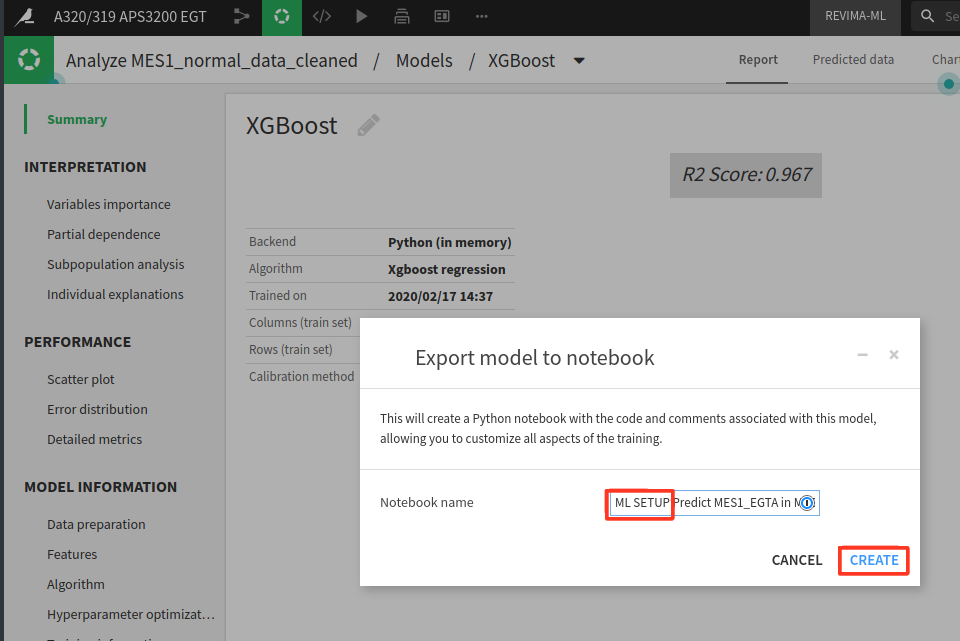 A320/319 APS3200 EGT
REVIMA-ML
Se
Analyze MES1_normal_data_cleaned / Models / XGBoost
Report
Predicted data
Chart
Summary
INTERPRETATION
Variables importance
Partial dependence
Subpopulation analysis
Individual explanations
PERFORMANCE
Scatter plot
Error distribution
Detailed metrics
MODEL INFORMATION
Data preparation
Features
Algorithm
Hyperparameter optimizat...
XGBoost
R2 Score: 0.967
Backend Python (in memory)
Algorithm Xgboost regression
Trained on 2020/02/17 14:37
Columns (train set)
Rows (train set)
Calibration method
Export model to notebook
This will create a Python notebook with the code and comments associated with this model,
allowing you to customize all aspects of the training.
Notebook name
ML SETUP Predict MES1_EGTA in
CANCEL
CREATE